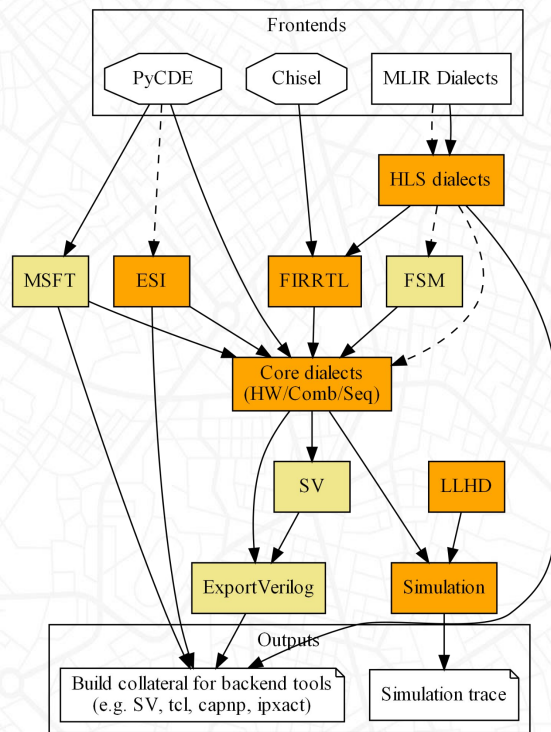 Frontends
PyCDE
Chisel
MLIR Dialects
HLS dialects
MSFT
ESI
FIRRTL
FSM
Core dialects
(HW/Comb/Seq)
SV
LLHD
ExportVerilog
Simulation
Outputs
Build collateral for backend tools
(e.g. SV, tcl, capnp, ipxact)
Simulation trace